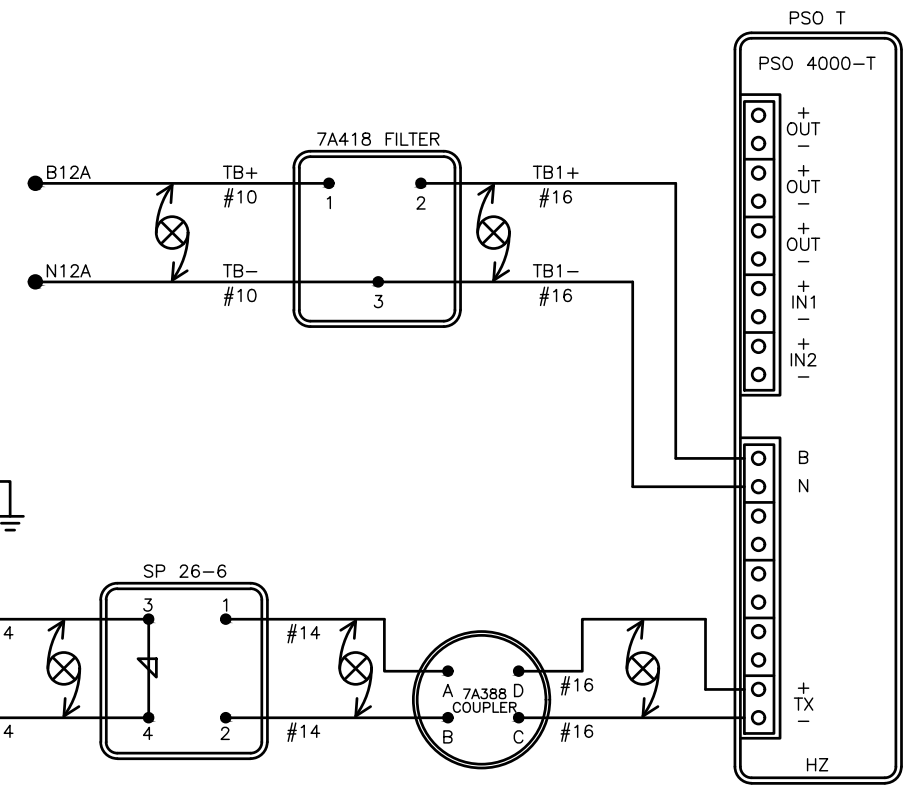 PSO T
PSO 4000-T
+
OUT
-
+
OUT
-
+
OUT
-
+
IN1
-
+
IN2
-
B
N
+
TX
-
HZ
7A418 FILTER
B12A
TB+
#10
1
2
TB1+
#16
N12A
TB-
#10
3
TB1-
#16
SP 26-6
3
1
4
#14
4
2
4
#14
7A388
COUPLER
A
D
B
C
#16
#16